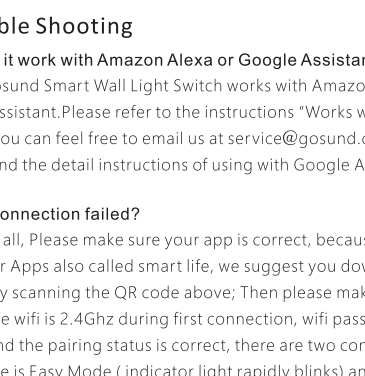 ble Shooting
it work with Amazon Alexa or Google Assistan
osund Smart Wall Light Switch works with Amazo
ssistant.Please refer to the instructions “Works w
ou can feel free to email us at service@gosund.c
nd the detail instructions of using with Google A
onnection failed?
all, Please make sure your app is correct, becau
r Apps also called smart life, we suggest you dow
y scanning the QR code above; Then please mak
e wifi is 2.4Ghz during first connection, wifi pass
nd the pairing status is correct, there are two con
e is Easy Mode ( indicator light rapidly blinks) an